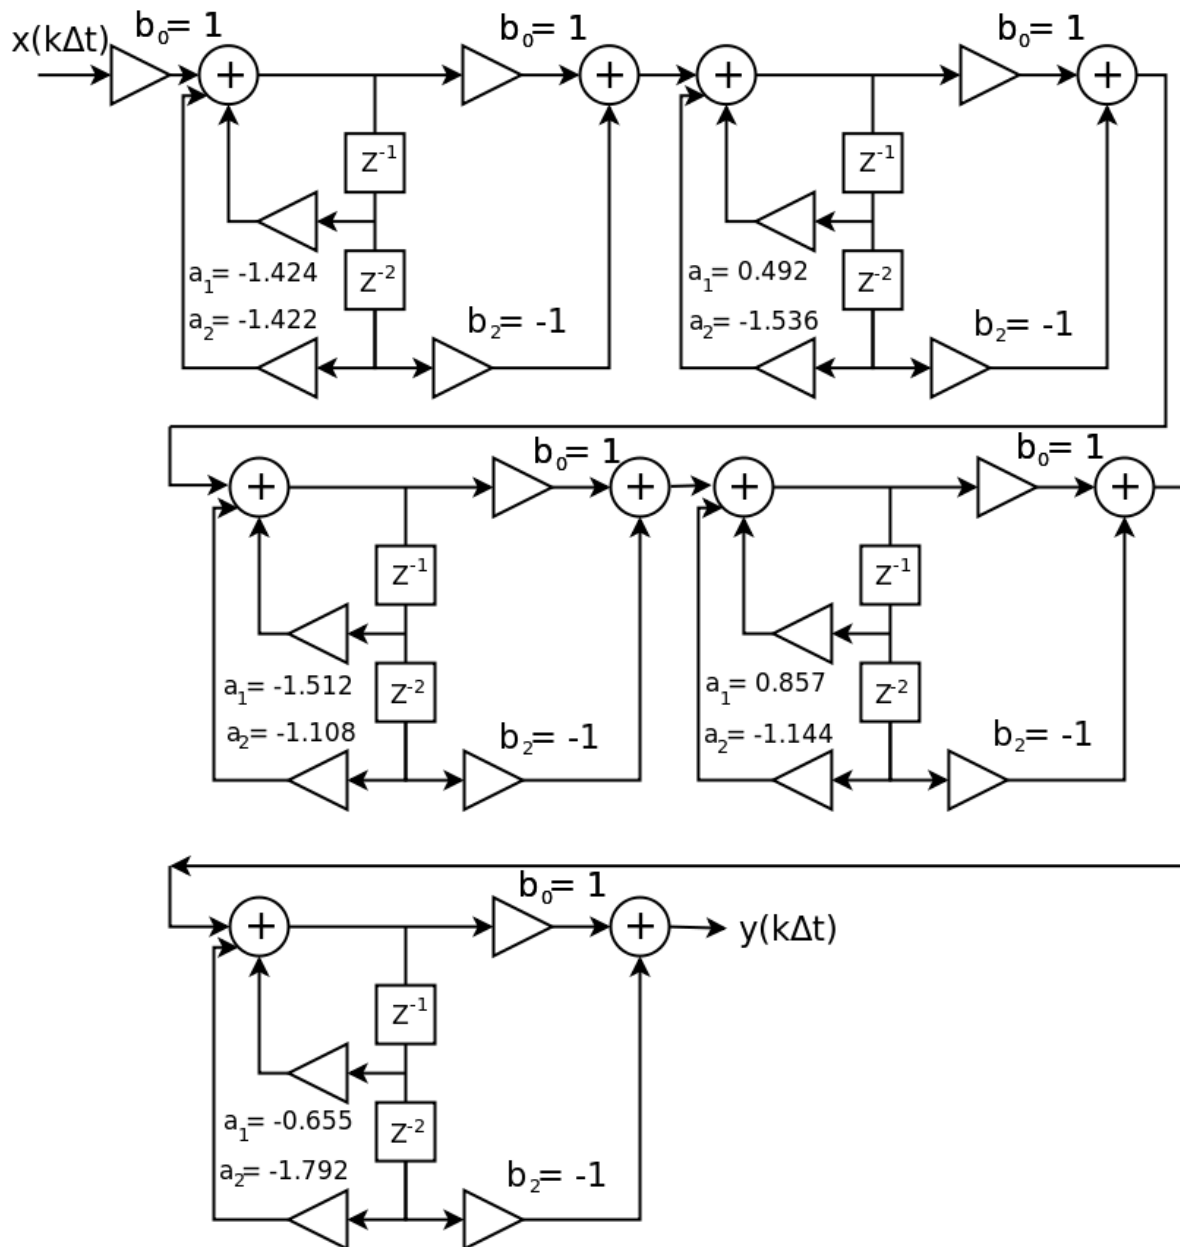 x(kΔt)
b₀= 1
b₀= 1
b₀= 1
+
+
+
+
Z⁻¹
Z⁻¹
a₁= -1.424
Z⁻²
a₁= 0.492
Z⁻²
a₂= -1.422
b₂= -1
a₂= -1.536
b₂= -1
b₀= 1
b₀= 1
+
+
+
+
Z⁻¹
Z⁻¹
a₁= -1.512
Z⁻²
a₁= 0.857
Z⁻²
a₂= -1.108
b₂= -1
a₂= -1.144
b₂= -1
b₀= 1
+
+
y(kΔt)
Z⁻¹
a₁= -0.655
Z⁻²
a₂= -1.792
b₂= -1